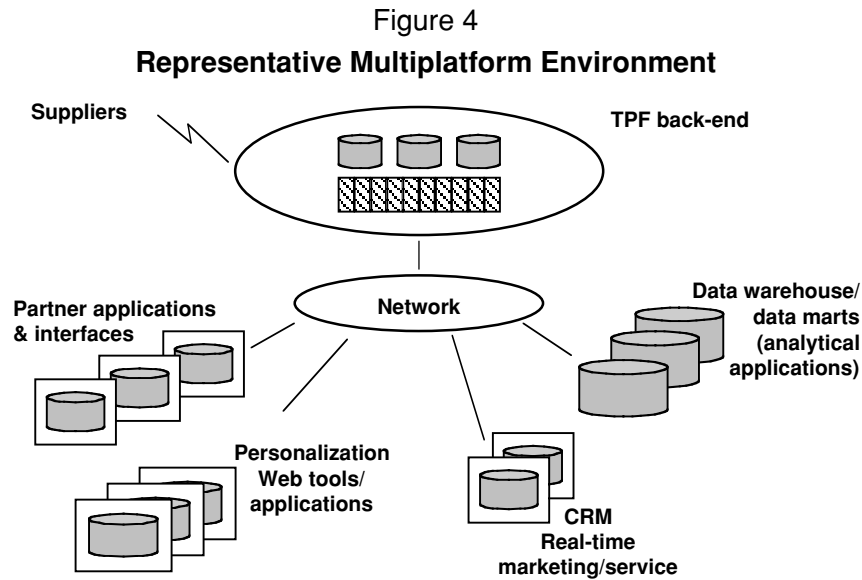 Figure 4
Representative Multiplatform Environment
Suppliers
TPF back-end
Network
Partner applications
& interfaces
Data warehouse/
data marts
(analytical
applications)
Personalization
Web tools/
applications
CRM
Real-time
marketing/service